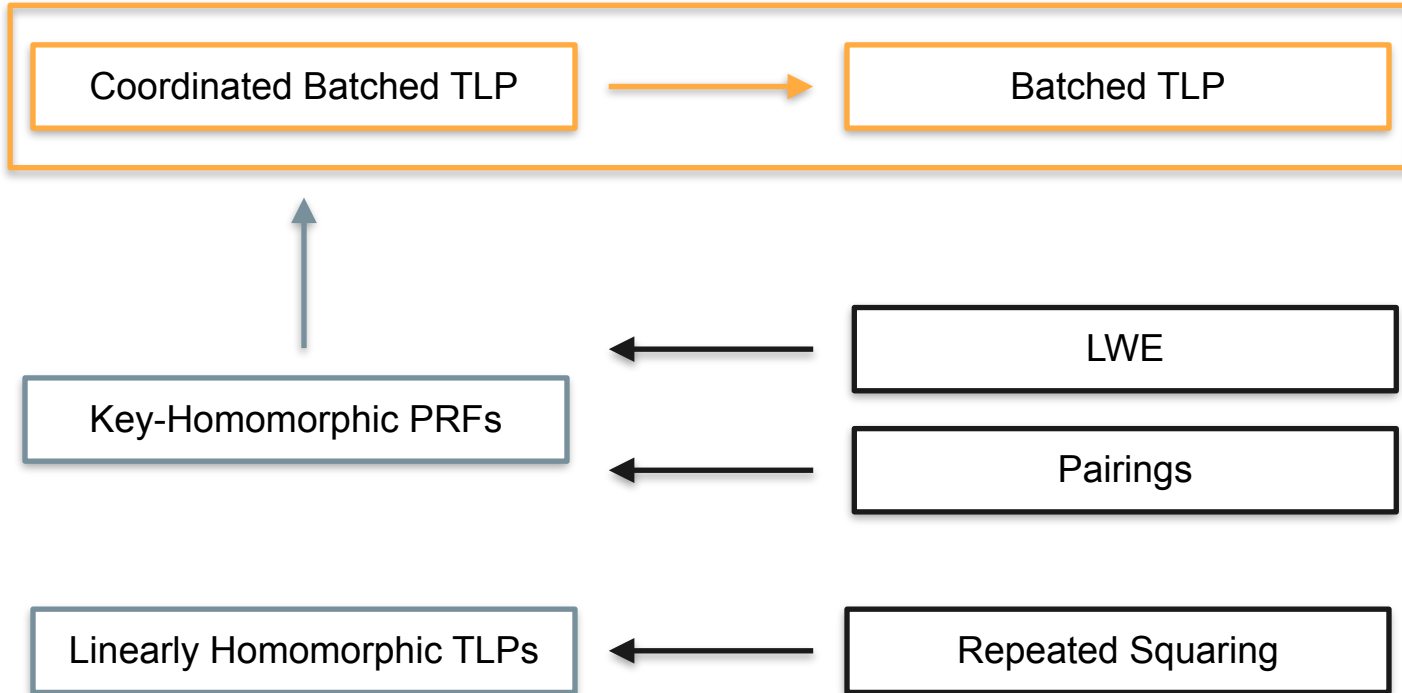 Coordinated Batched TLP
Batched TLP
LWE
Key-Homomorphic PRFs
Pairings
Linearly Homomorphic TLPs
Repeated Squaring